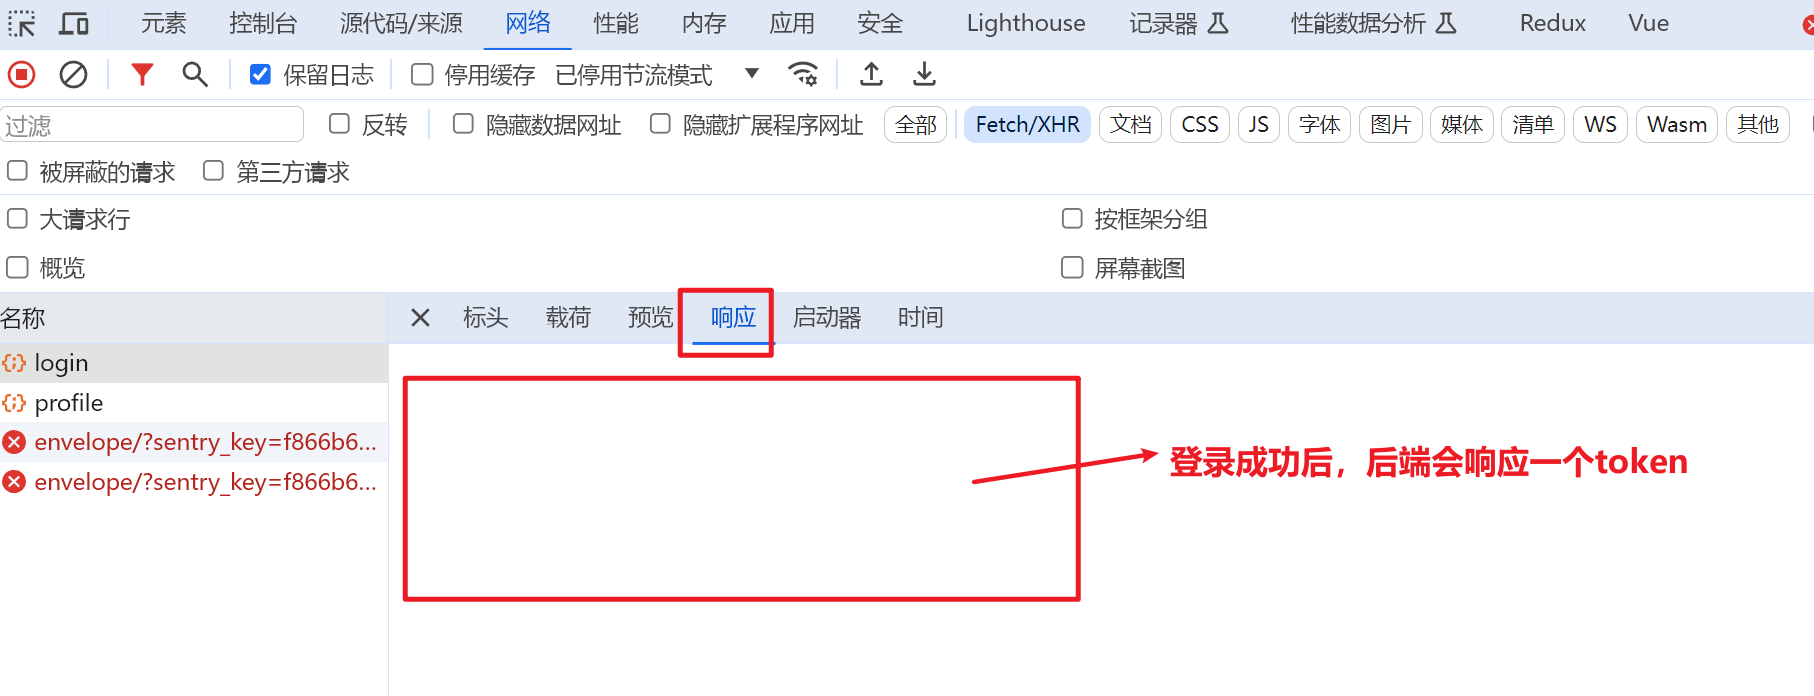 元素 控制台 源代码/来源 网络 性能 内存 应用 安全 Lighthouse 记录器 性能数据分析 Redux Vue
保留日志 停用缓存 已停用节流模式
过滤 反转 隐藏数据网址 隐藏扩展程序网址 全部 Fetch/XHR 文档 CSS JS 字体 图片 媒体 清单 WS Wasm 其他
被屏蔽的请求 第三方请求
大请求行 按框架分组
概览 屏幕截图
名称 标头 载荷 预览 响应 启动器 时间
login
profile
envelope/?sentry_key=f866b6...
登录成功后，后端会响应一个token
envelope/?sentry_key=f866b6...